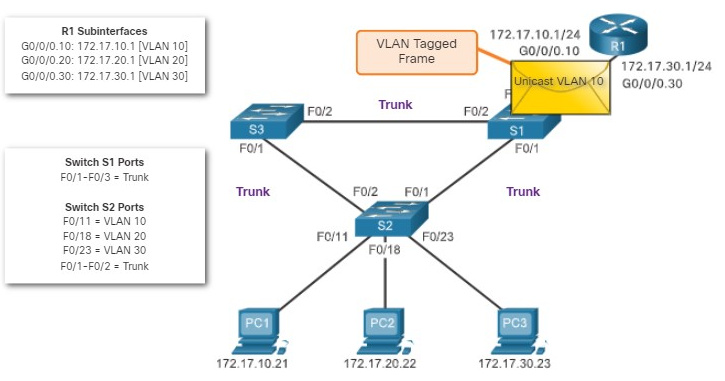 R1 Subinterfaces
G0/0/0.10: 172.17.10.1 [VLAN 10]
G0/0/0.20: 172.17.20.1 [VLAN 20]
G0/0/0.30: 172.17.30.1 [VLAN 30]
VLAN Tagged
Frame
172.17.10.1/24
G0/0/0.10
R1
172.17.30.1/24
G0/0/0.30
Unicast VLAN 10
F0/2
Trunk
F0/2
S3
S1
F0/1
F0/1
Switch S1 Ports
F0/1-F0/3 = Trunk
Switch S2 Ports
F0/11 = VLAN 10
F0/18 = VLAN 20
F0/23 = VLAN 30
F0/1-F0/2 = Trunk
Trunk
Trunk
F0/2
F0/1
S2
F0/11
F0/23
F0/18
PC1
PC2
PC3
172.17.10.21
172.17.20.22
172.17.30.23